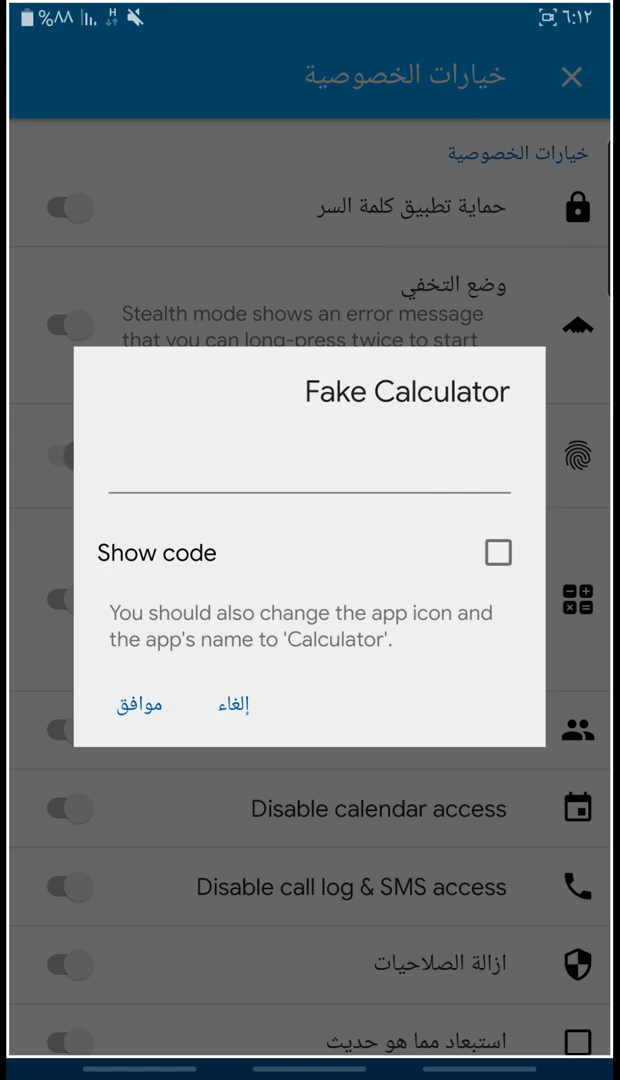 %٨٨ H ٦:١٢
خيارات الخصوصية
خيارات الخصوصية
حماية تطبيق كلمة السر
وضع التخفي
Stealth mode shows an error message
that you can long-press twice to start
Fake Calculator
Show code
You should also change the app icon and
the app's name to 'Calculator'.
موافق إلغاء
Disable calendar access
Disable call log & SMS access
ازالة الصلاحيات
استبعاد مما هو حديث